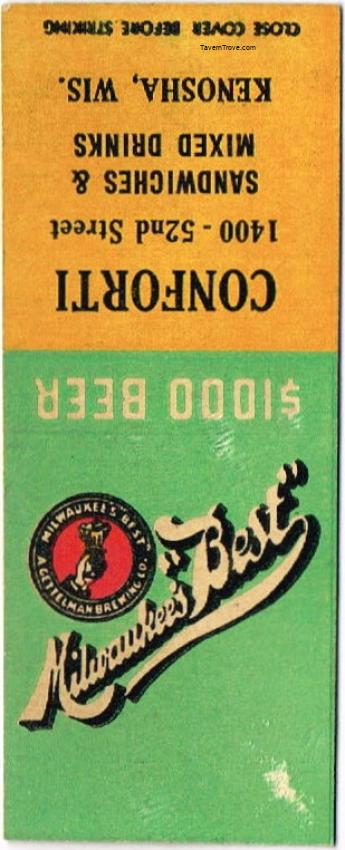 CLOSE COVER BEFORE STRIKING
TavernTrove.com
KENOSHA, WIS.
MIXED DRINKS
SANDWICHES &
1400 - 52nd Street
CONFORTI
$1000 BEER
MILWAUKEE'S "BEST"
A. GETTELMAN BREWING CO.
Milwaukee's "Best"